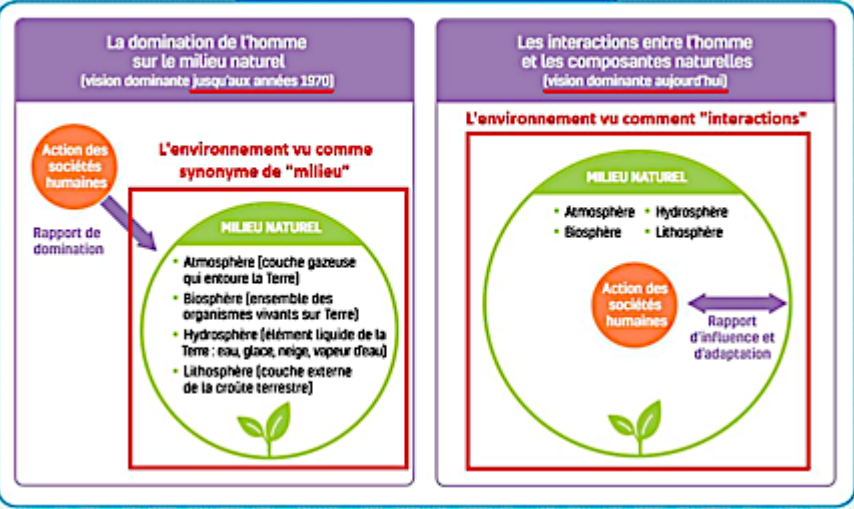 La domination de l'homme
sur le milieu naturel
(vision dominante jusqu'aux années 1970)
Action des
sociétés
humaines
Rapport de
domination
L'environnement vu comme
synonyme de "milieu"
MILIEU NATUREL
• Atmosphère (couche gazeuse
qui entoure la Terre)
• Biosphère (ensemble des
organismes vivants sur Terre)
• Hydrosphère (élément liquide de la
Terre : eau, glace, neige, vapeur d'eau)
• Lithosphère (couche externe
de la croûte terrestre)
Les interactions entre l'homme
et les composantes naturelles
(vision dominante aujourd'hui)
L'environnement vu comment "interactions"
MILIEU NATUREL
• Atmosphère • Hydrosphère
• Biosphère • Lithosphère
Action des
sociétés
humaines
Rapport
d'influence et
d'adaptation